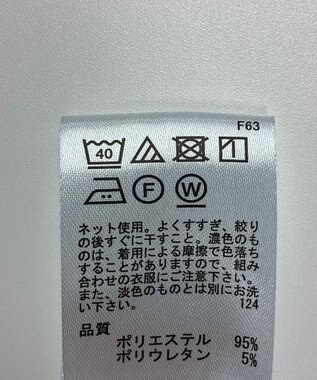 F63
40
F
W
ネット使用。よくすすぎ、絞り
の後すぐに干すこと。濃色のも
のは、着用による摩擦で色落ち
することがありますので、組み
合わせの衣服にご注意下さい。
また、淡色のものとは別にお洗
い下さい。 124
品質
ポリエステル 95%
ポリウレタン 5%